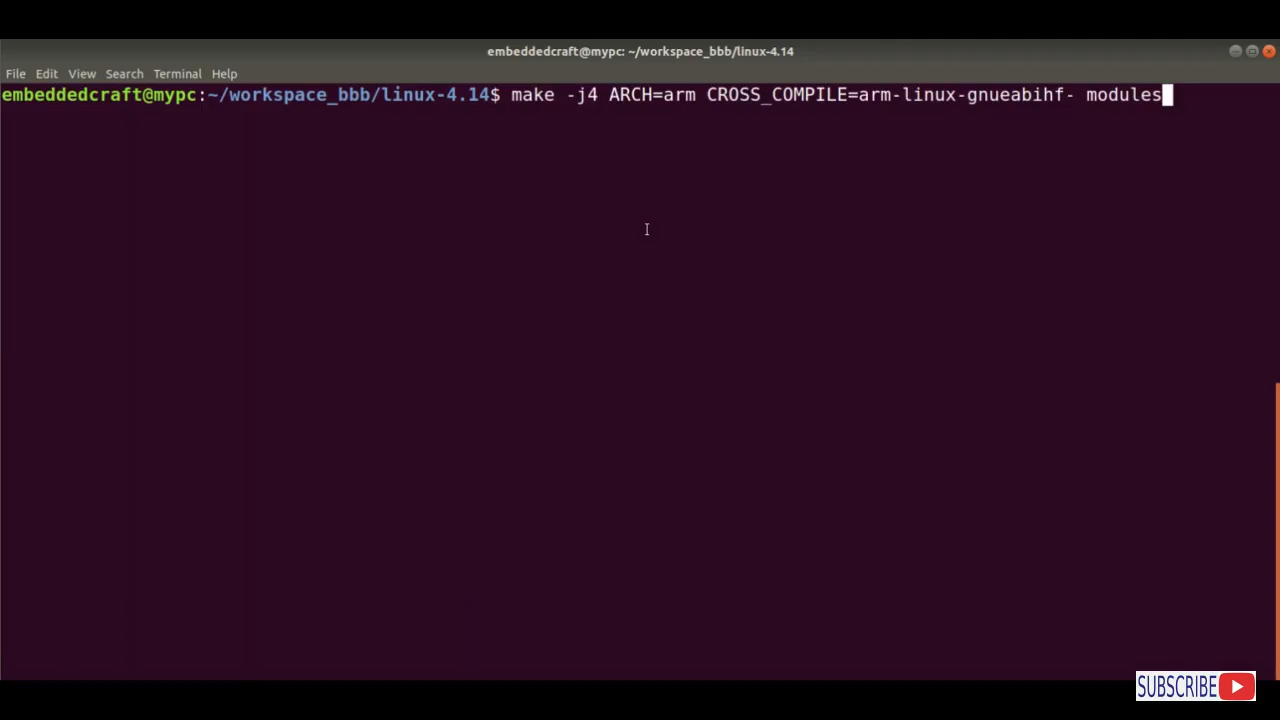 embeddedcraft@mypc: ~/workspace_bbb/linux-4.14
File Edit View Search Terminal Help
embeddedcraft@mypc:~/workspace_bbb/linux-4.14$ make -j4 ARCH=arm CROSS_COMPILE=arm-linux-gnueabihf- modules
SUBSCRIBE